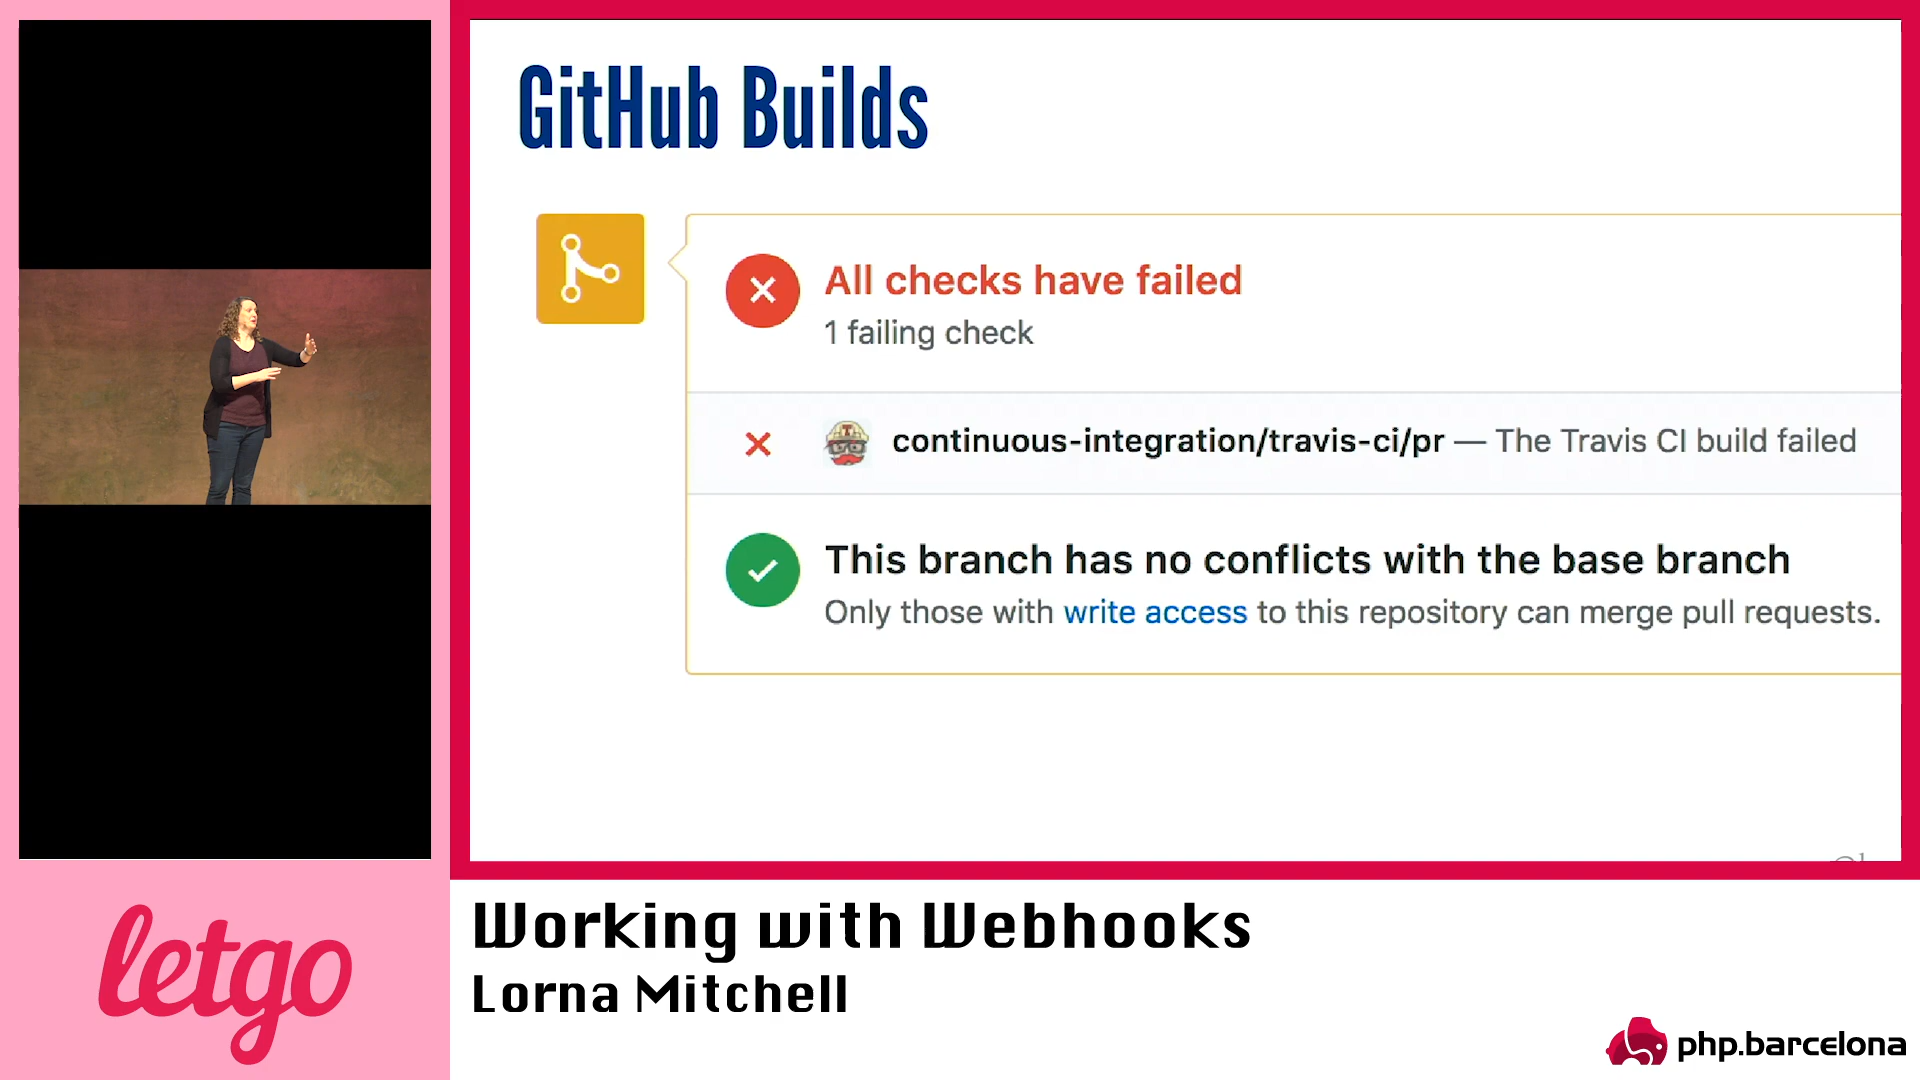 GitHub Builds
All checks have failed
1 failing check
continuous-integration/travis-ci/pr — The Travis CI build failed
This branch has no conflicts with the base branch
Only those with write access to this repository can merge pull requests.
letgo
Working with Webhooks
Lorna Mitchell
php.barcelona